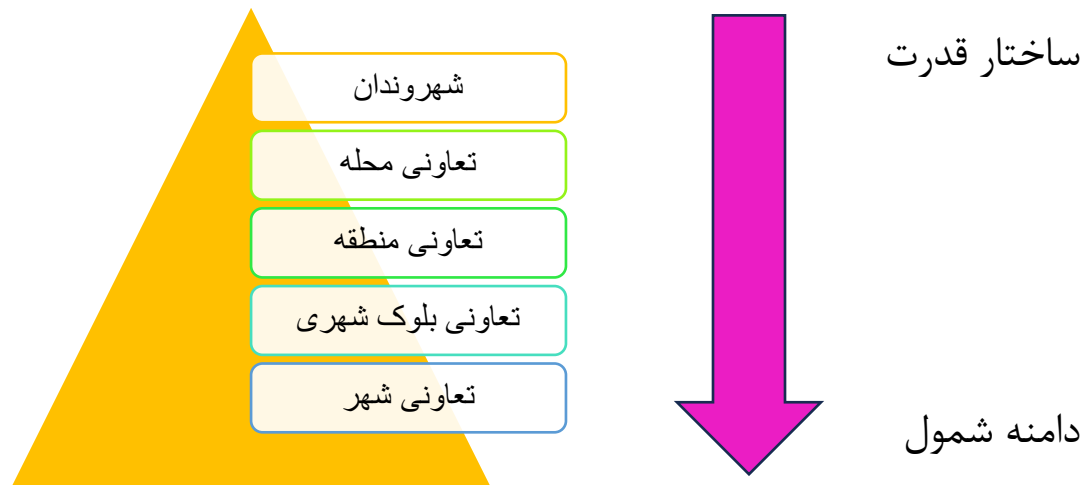 ساختار قدرت
شهروندان
تعاونی محله
تعاونی منطقه
تعاونی بلوک شهری
تعاونی شهر
دامنه شمول